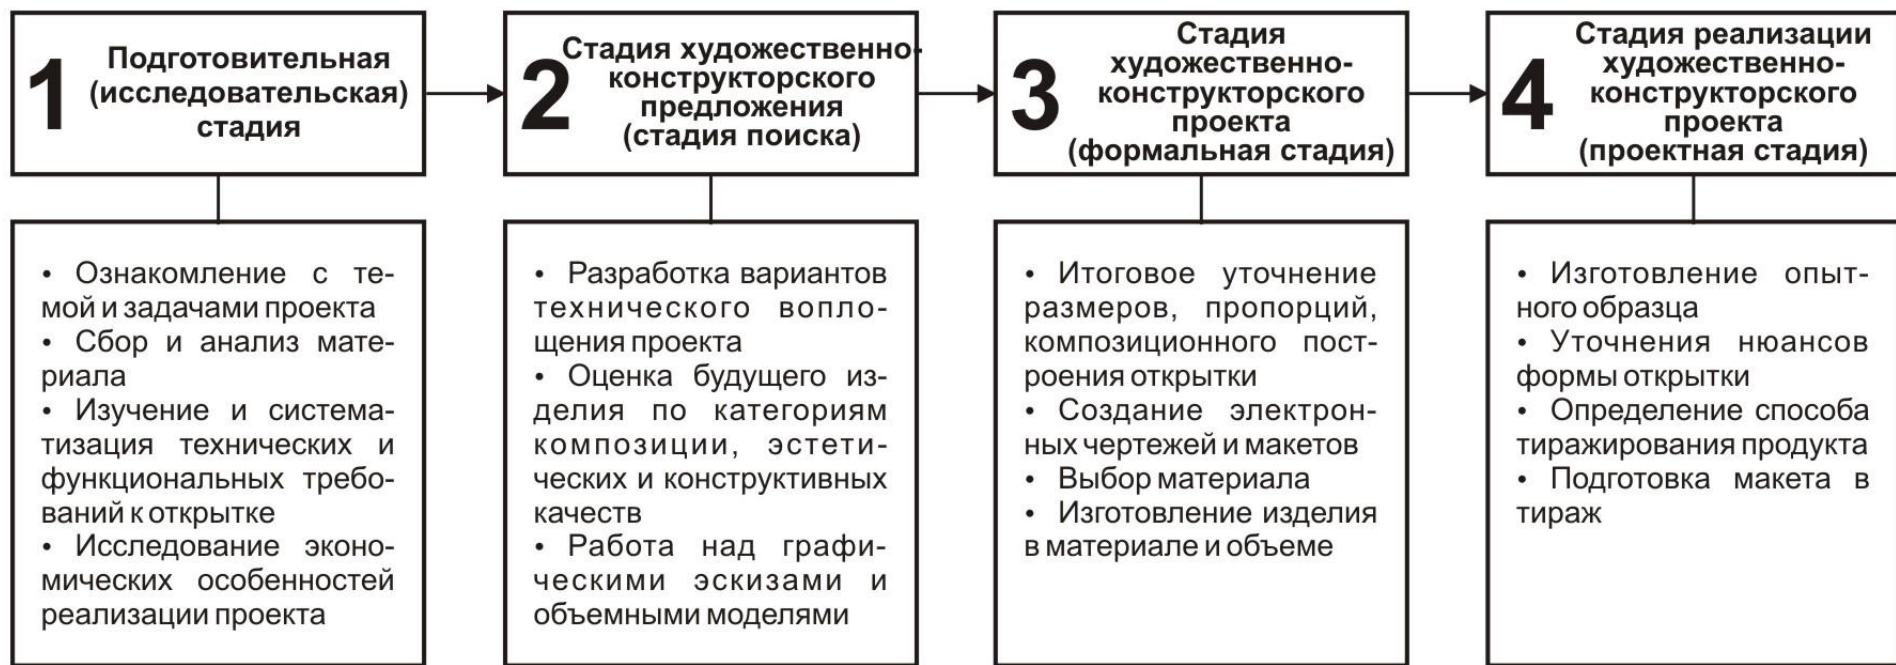 1
Подготовительная
(исследовательская)
стадия
2
Стадия художественно-
конструкторского
предложения
(стадия поиска)
3
Стадия
художественно-
конструкторского
проекта
(формальная стадия)
4
Стадия реализации
художественно-
конструкторского
проекта
(проектная стадия)
• Ознакомление с те-
мой и задачами проекта
• Сбор и анализ мате-
риала
• Изучение и система-
тизация технических и
функциональных требо-
ваний к открытке
• Исследование эконо-
мических особенностей
реализации проекта
• Разработка вариантов
технического вопло-
щения проекта
• Оценка будущего из-
делия по категориям
композиции, эстети-
ческих и конструктивных
качеств
• Работа над графи-
ческими эскизами и
объемными моделями
• Итоговое уточнение
размеров, пропорций,
композиционного пост-
роения открытки
• Создание электрон-
ных чертежей и макетов
• Выбор материала
• Изготовление изделия
в материале и объеме
• Изготовление опыт-
ного образца
• Уточнения нюансов
формы открытки
• Определение способа
тиражирования продукта
• Подготовка макета в
тираж